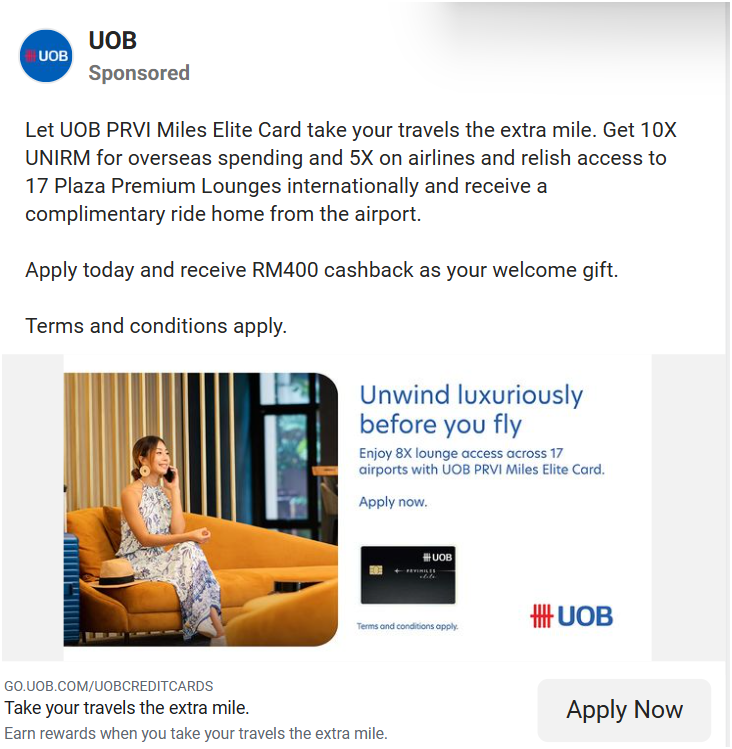 UOB
UOB
Sponsored
Let UOB PRVI Miles Elite Card take your travels the extra mile. Get 10X
UNIRM for overseas spending and 5X on airlines and relish access to
17 Plaza Premium Lounges internationally and receive a
complimentary ride home from the airport.
Apply today and receive RM400 cashback as your welcome gift.
Terms and conditions apply.
Unwind luxuriously
before you fly
Enjoy 8X lounge access across 17
airports with UOB PRVI Miles Elite Card.
Apply now.
UOB
PRVIMILES
elite
Terms and conditions apply.
UOB
GO.UOB.COM/UOBCREDITCARDS
Take your travels the extra mile.
Earn rewards when you take your travels the extra mile.
Apply Now